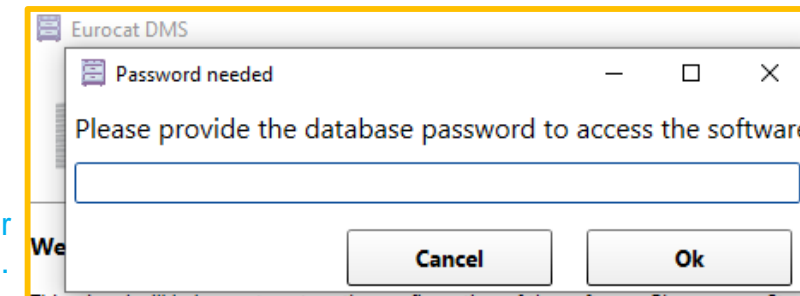 Eurocat DMS
Password needed
Please provide the database password to access the software
r
We
.
Cancel
Ok